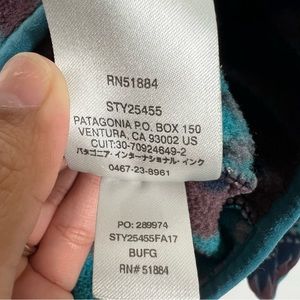 RN51884
STY25455
PATAGONIA P.O. BOX 150
VENTURA, CA 93002 US
CUIT:30-70924649-2
パタゴニア・インターナショナル・インク
0467-23-8961
PO: 289974
STY25455FA17
BUFG
RN# 51884